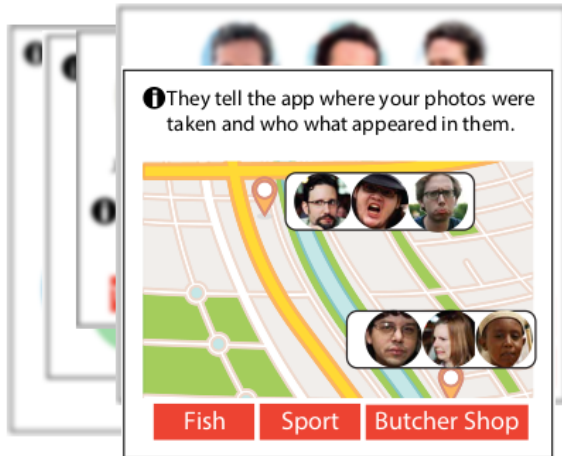 They tell the app where your photos were
taken and who what appeared in them.
Fish Sport Butcher Shop